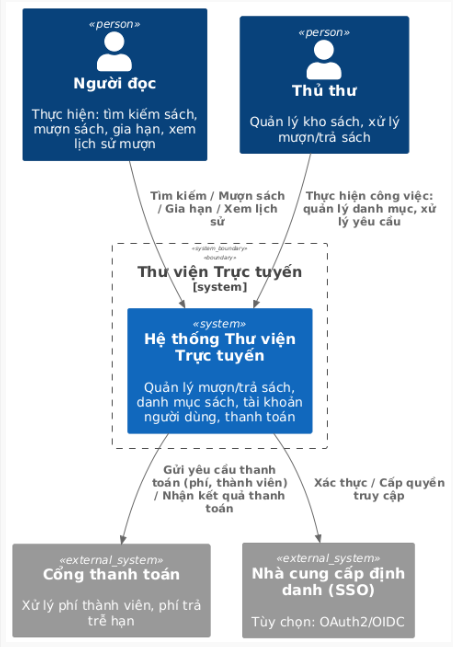 «person»
Người đọc
Thực hiện: tìm kiếm sách,
mượn sách, gia hạn, xem
lịch sử mượn
«person»
Thủ thư
Quản lý kho sách, xử lý
mượn/trả sách
Tìm kiếm / Mượn sách
/ Gia hạn / Xem lịch
sử
Thực hiện công việc:
quản lý danh mục, xử
lý yêu cầu
«system_boundary»
«boundary»
Thư viện Trực tuyến
[system]
«system»
Hệ thống Thư viện
Trực tuyến
Quản lý mượn/trả sách,
danh mục sách, tài khoản
người dùng, thanh toán
Gửi yêu cầu thanh
toán (phí, thành viên)
/ Nhận kết quả thanh
toán
Xác thực / Cấp quyền
truy cập
«external_system»
Cổng thanh toán
Xử lý phí thành viên, phí trả
trễ hạn
«external_system»
Nhà cung cấp định
danh (SSO)
Tùy chọn: OAuth2/OIDC